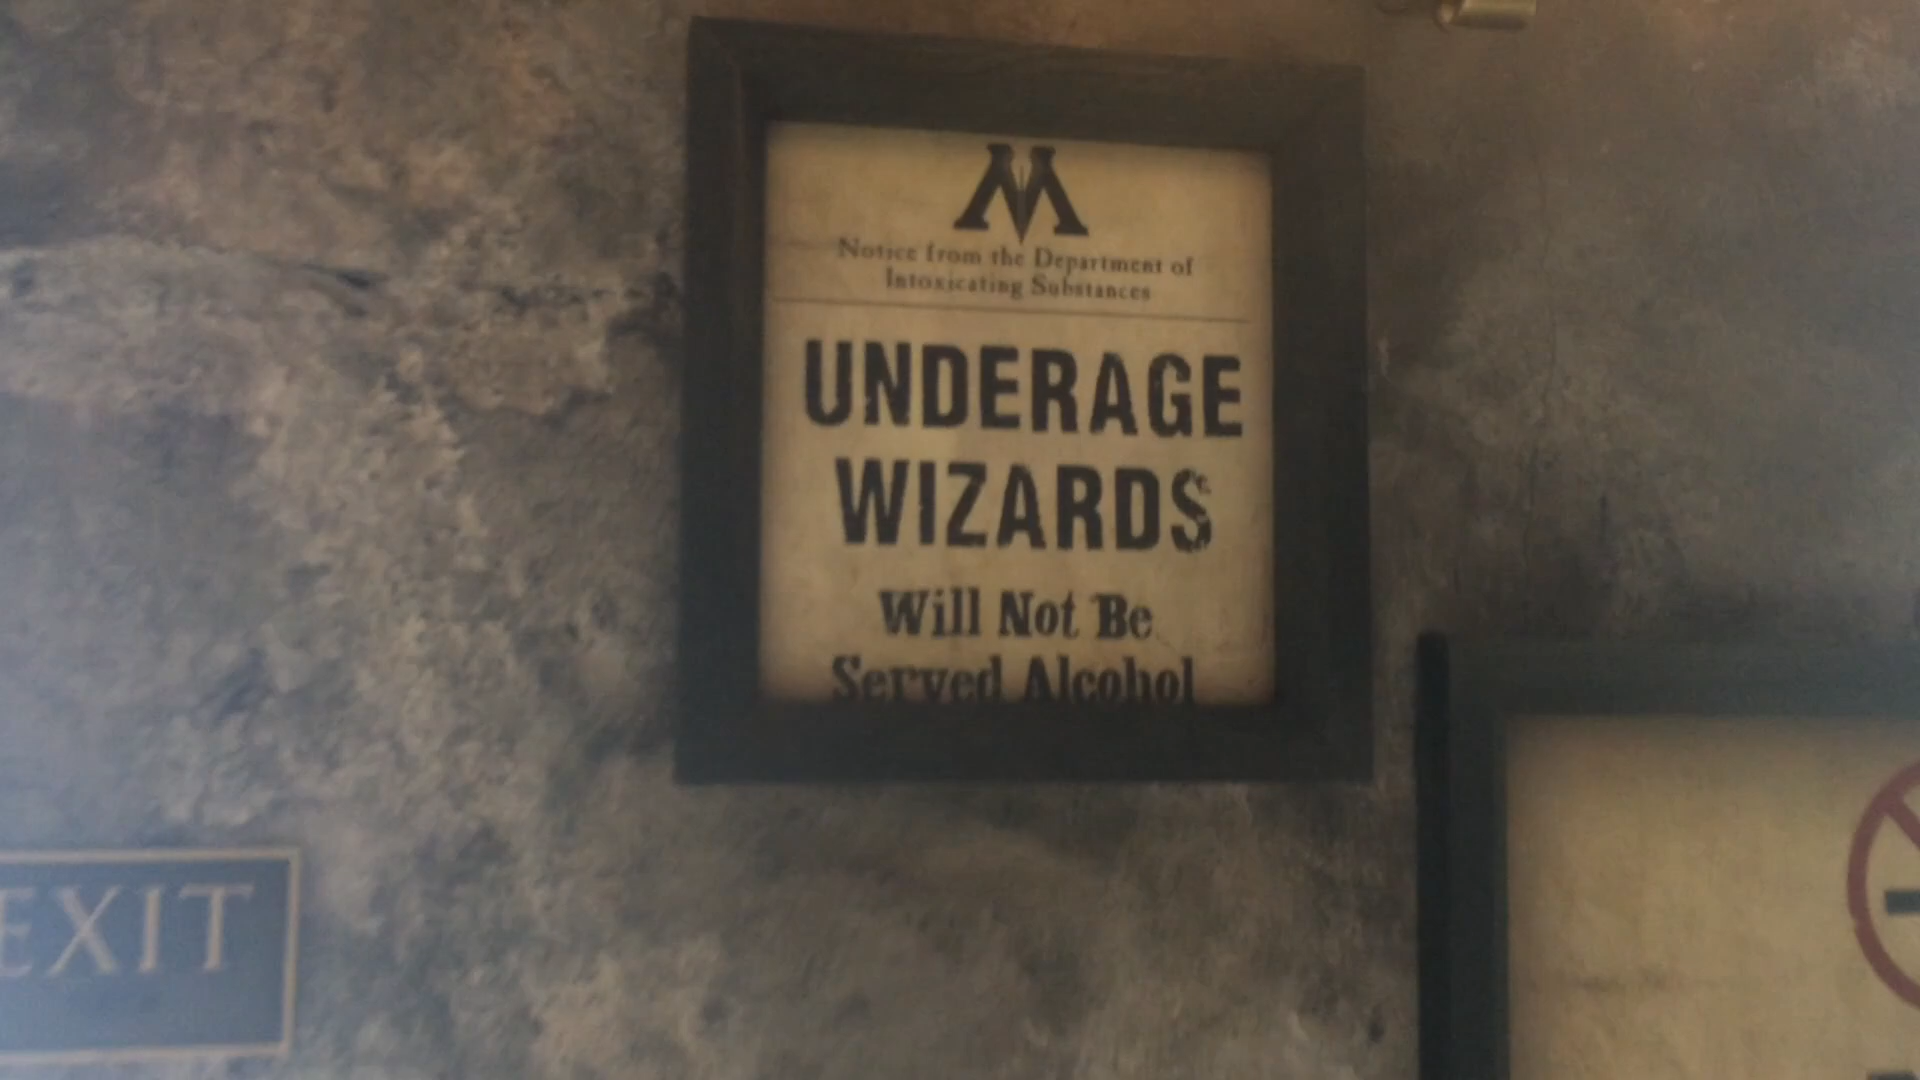 M
Notice from the Department of
Intoxicating Substances
UNDERAGE
WIZARDS
Will Not Be
Served Alcohol
EXIT